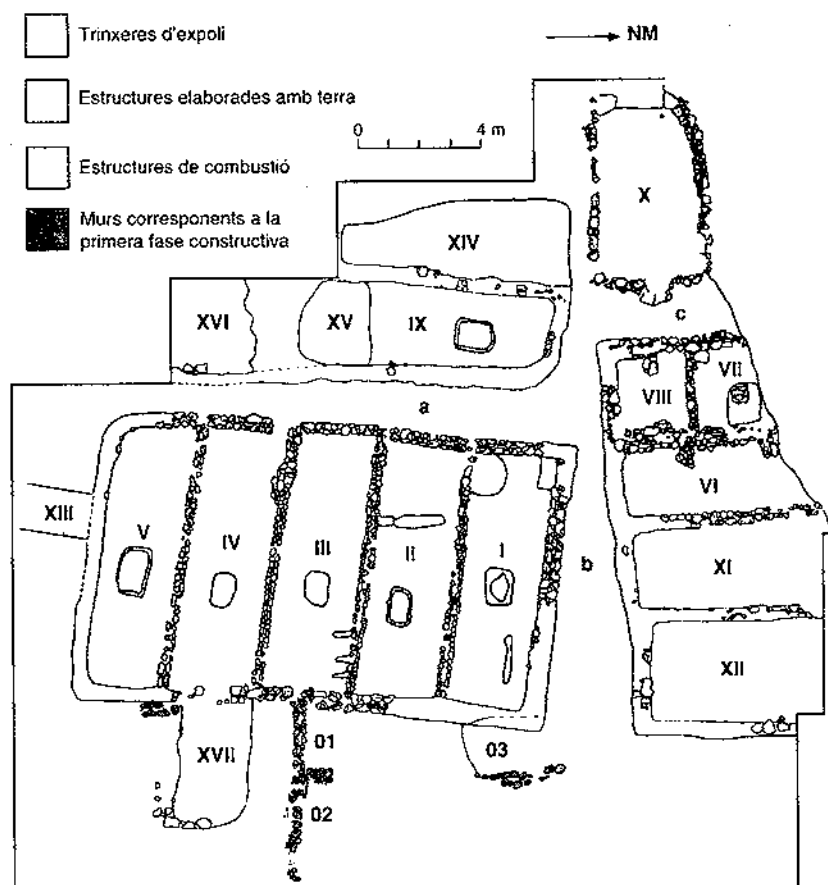 Trinxeres d'expoli
NM
Estructures elaborades amb terra
0 4 m
Estructures de combustió
X
Murs corresponents a la
primera fase constructiva
XIV
XVI XV IX
c
VIII VII
a
VI
XIII V IV III II I
b c XI
XII
XVII 01 03
02